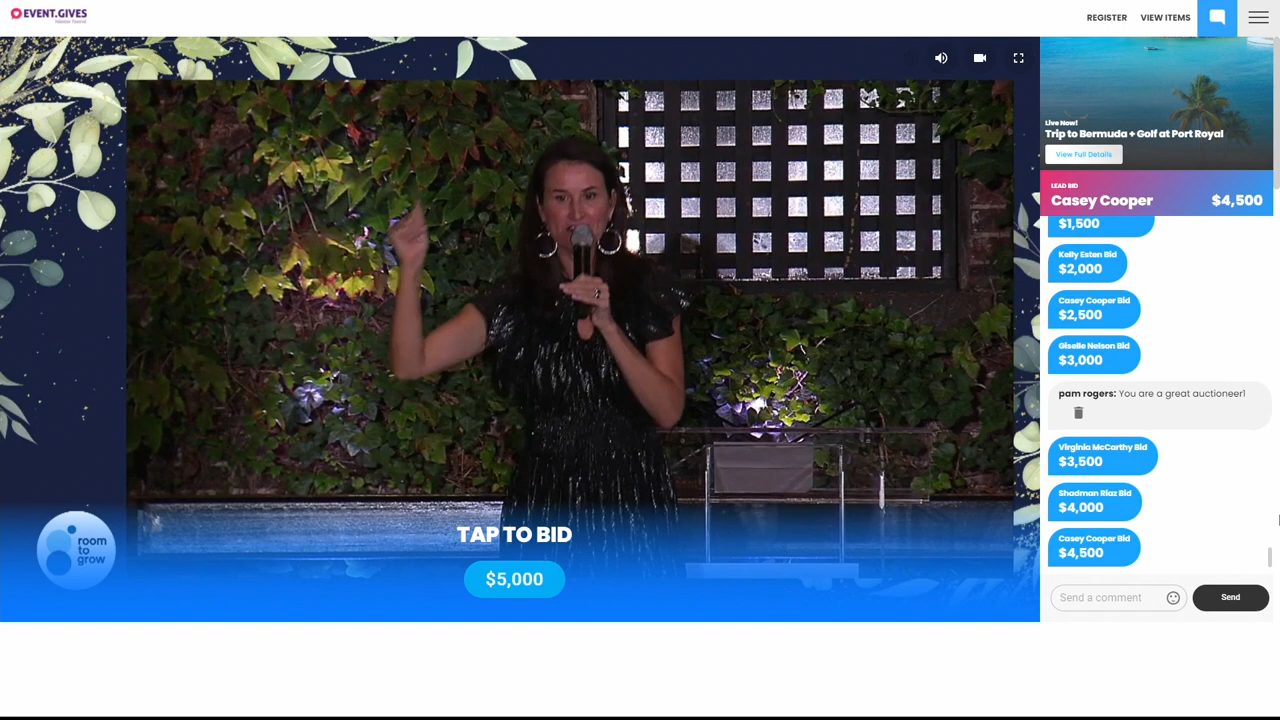 EVENT.GIVES
REGISTER
VIEW ITEMS
Live Now!
Trip to Bermuda + Golf at Port Royal
View Full Details
LEAD BID
Casey Cooper
$4,500
$1,500
Kelly Esten Bid
$2,000
Casey Cooper Bid
$2,500
Giselle Nelson Bid
$3,000
pam rogers: You are a great auctioneer!
Virginia McCarthy Bid
$3,500
Shadman Riaz Bid
$4,000
Casey Cooper Bid
$4,500
room
to
grow
TAP TO BID
$5,000
Send a comment
Send